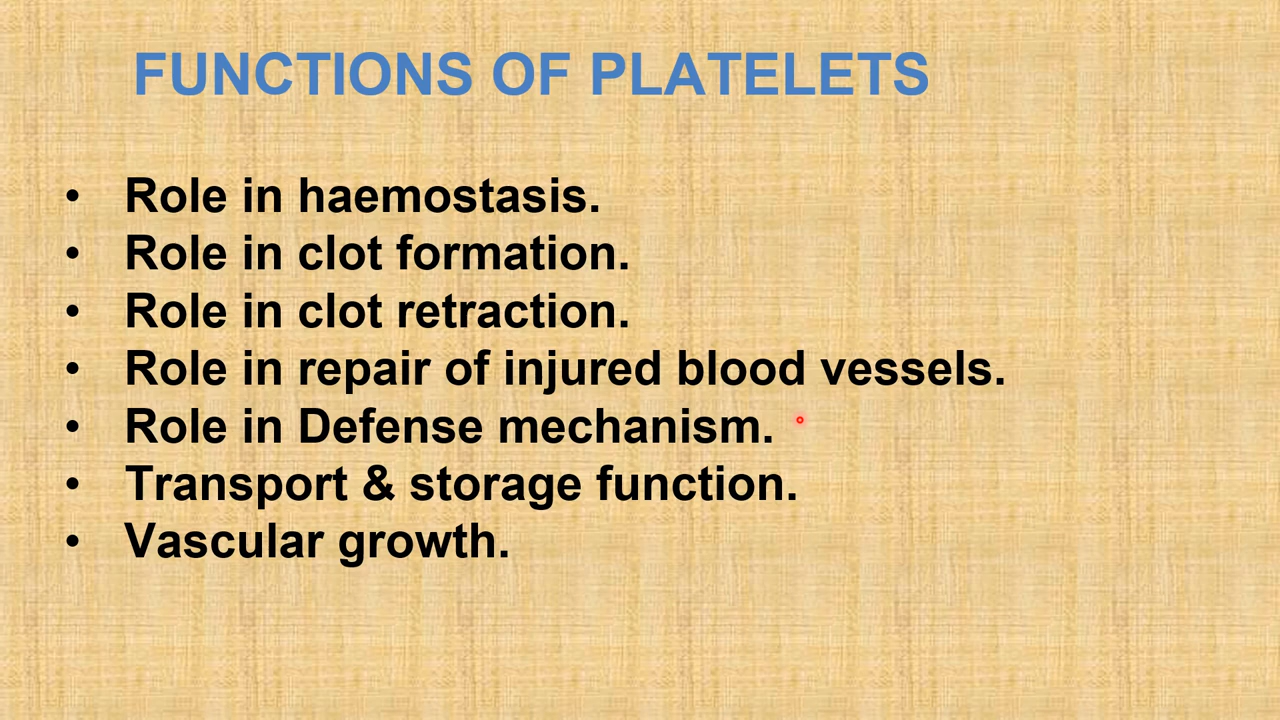 FUNCTIONS OF PLATELETS
• Role in haemostasis.
• Role in clot formation.
• Role in clot retraction.
• Role in repair of injured blood vessels.
• Role in Defense mechanism.
• Transport & storage function.
• Vascular growth.